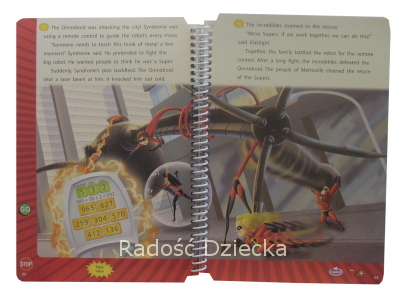 The Omnidroid was attacking the city! Syndrome was
using a remote control to guide the robot's every move.
"Someone needs to teach this hunk of metal a few
manners!" Syndrome said. He pretended to fight the
big robot. He wanted people to think he was a Super.
Suddenly, Syndrome's plan backfired. The Omnidroid
shot a laser beam at him. It knocked him out cold.
The Incredibles zoomed to the rescue.
"We're Supers. If we work together, we can do this!"
said Elastigirl.
Together, the family battled the robot for the remote
control. After a long fight, the Incredibles defeated the
Omnidroid. The people of Metroville cheered the return
of the Supers.
963 627
259 304 570
412 136
GO
STOP
Radość Dziecka